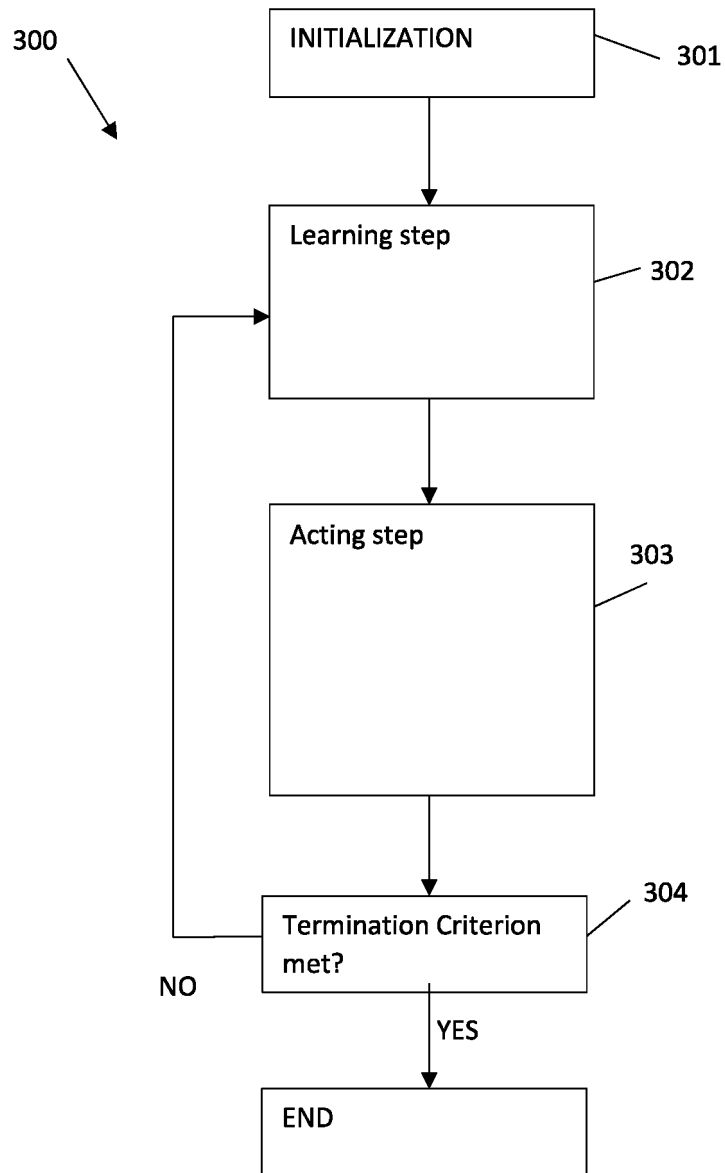 INITIALIZATION
300
301
Learning step
302
Acting step
303
304
Termination Criterion
met?
NO
YES
END